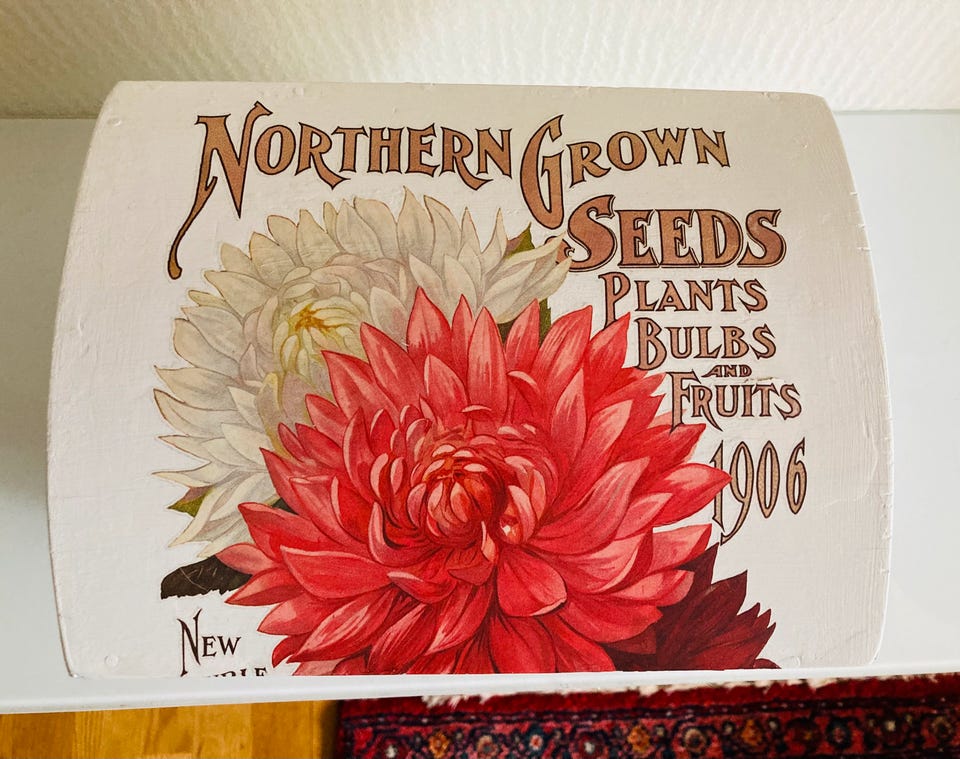 NORTHERN GROWN
SEEDS
PLANTS
BULBS
AND
FRUITS
1906
NEW